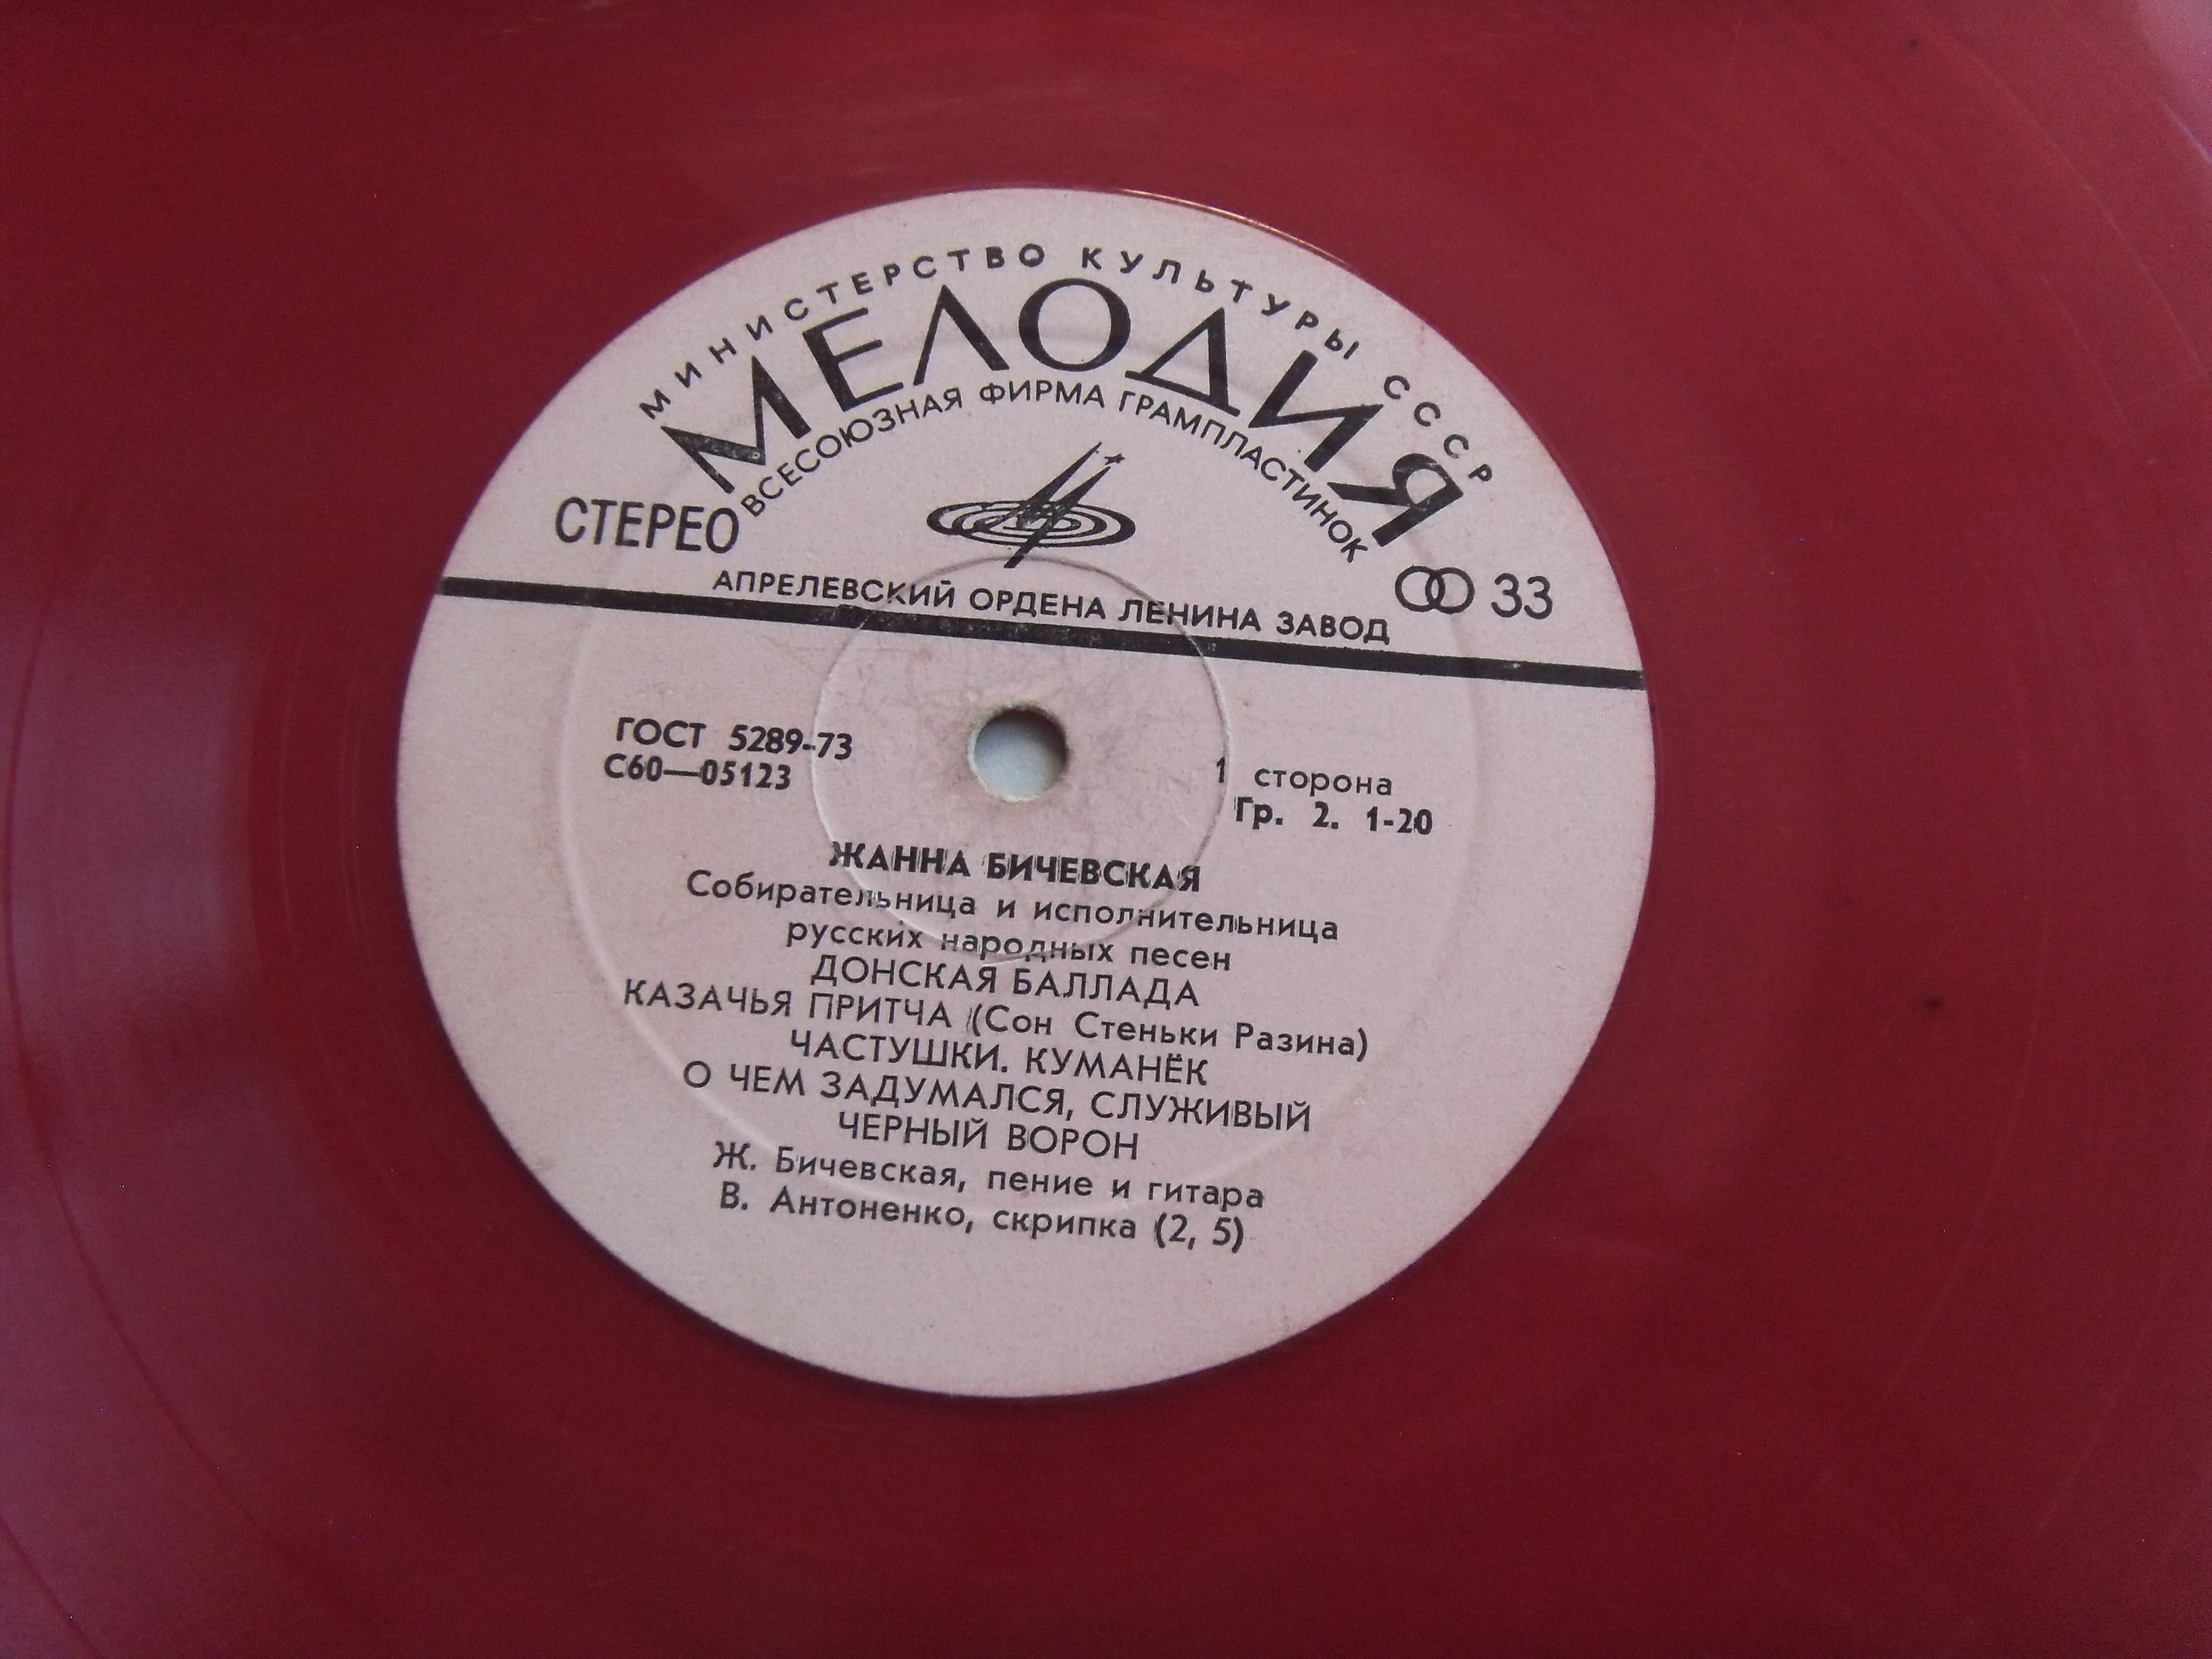 МИНИСТЕРСТВО КУЛЬТУРЫ СССР
МЕЛОДИЯ
ВСЕСОЮЗНАЯ ФИРМА ГРАМПЛАСТИНОК
СТЕРЕО
33
АПРЕЛЕВСКИЙ ОРДЕНА ЛЕНИНА ЗАВОД
ГОСТ 5289-73
С60—05123
1 сторона
Гр. 2. 1-20
ЖАННА БИЧЕВСКАЯ
Собирательница и исполнительница
русских народных песен
ДОНСКАЯ БАЛЛАДА
КАЗАЧЬЯ ПРИТЧА (Сон Стеньки Разина)
ЧАСТУШКИ. КУМАНЁК
О ЧЕМ ЗАДУМАЛСЯ, СЛУЖИВЫЙ
ЧЕРНЫЙ ВОРОН
Ж. Бичевская, пение и гитара
В. Антоненко, скрипка (2, 5)